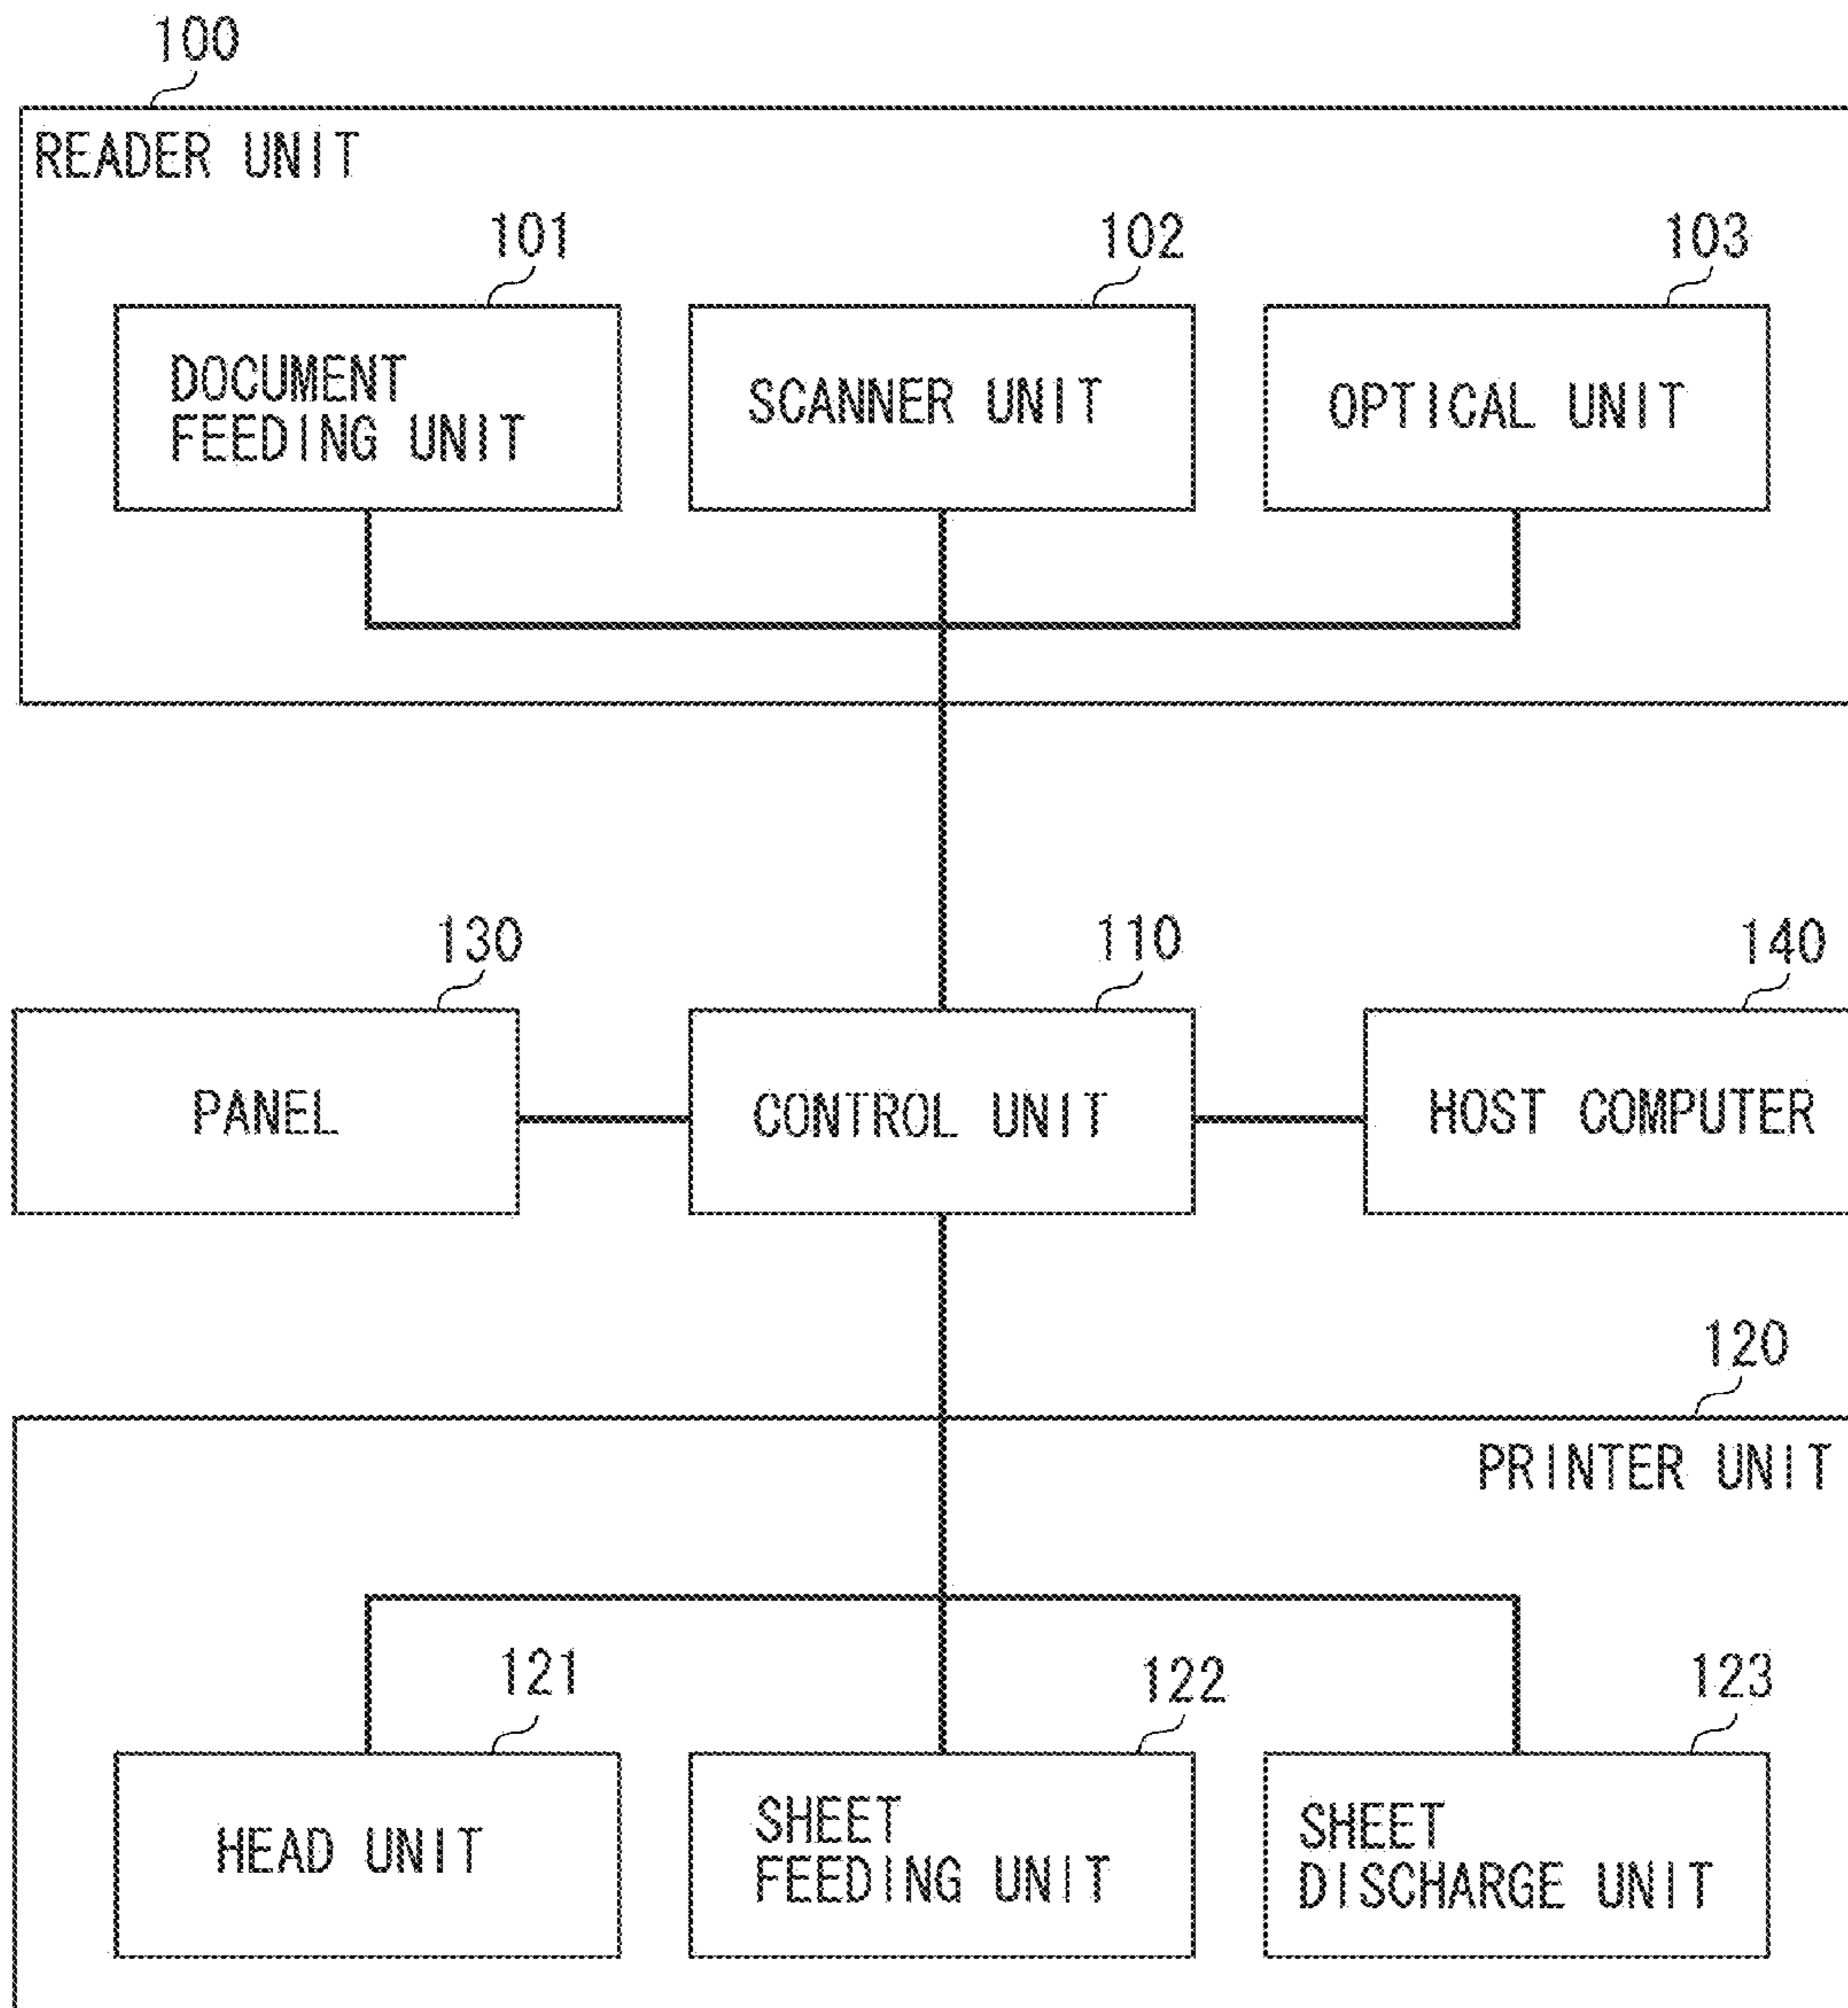 100
READER UNIT
101
102
103
DOCUMENT
FEEDING UNIT
SCANNER UNIT
OPTICAL UNIT
130
110
140
PANEL
CONTROL UNIT
HOST COMPUTER
120
PRINTER UNIT
121
122
123
HEAD UNIT
SHEET
FEEDING UNIT
SHEET
DISCHARGE UNIT